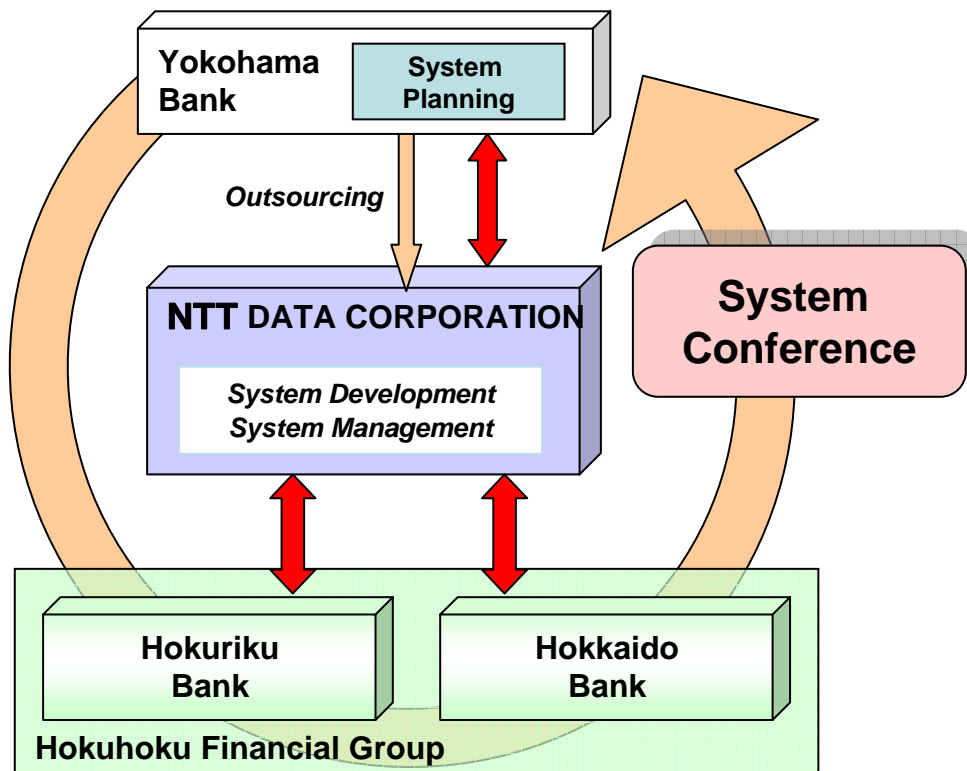 Yokohama
Bank
System
Planning
Outsourcing
NTT DATA CORPORATION
System Development
System Management
System
Conference
Hokuriku
Bank
Hokkaido
Bank
Hokuhoku Financial Group